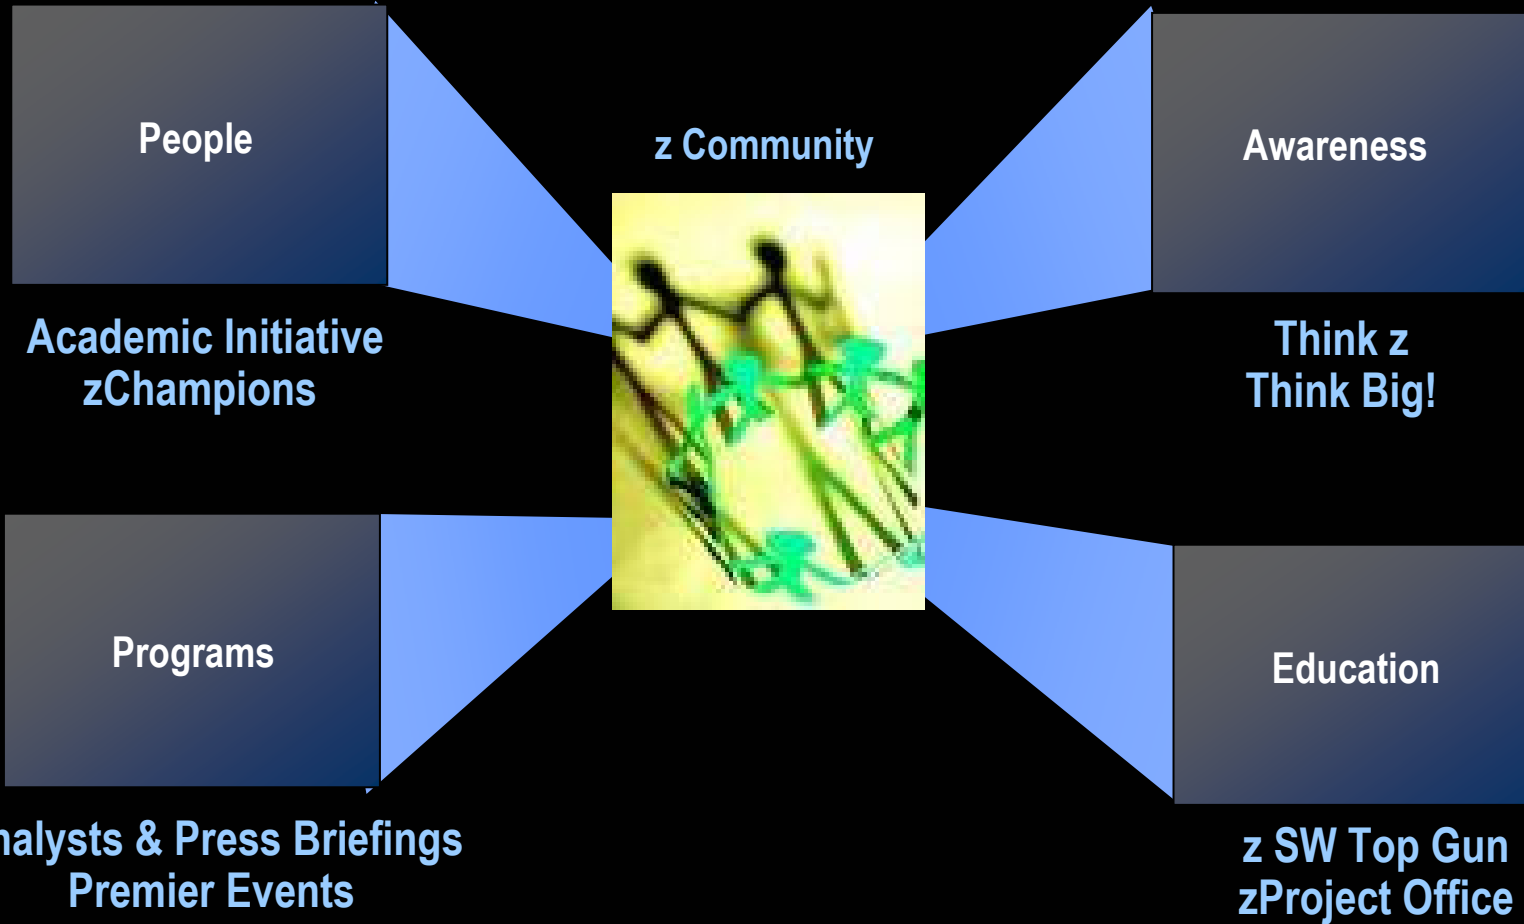 People
z Community
Awareness
Academic Initiative
zChampions
Think z
Think Big!
Programs
Education
& Press Briefings
Premier Events
z SW Top Gun
zProject Office